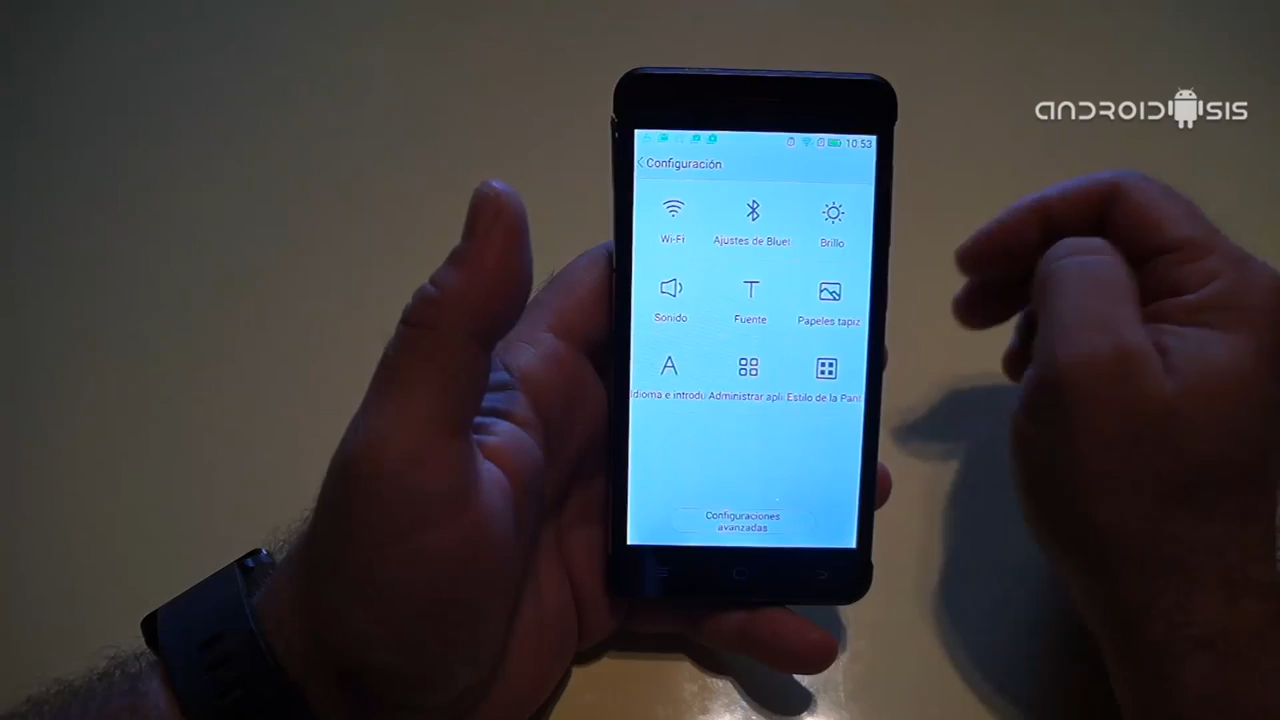 ANDROIDSIS
10:53
Configuración
Wi-Fi
Ajustes de Bluet
Brillo
Sonido
Fuente
Papeles tapiz
Idioma e introdu
Administrar apli
Estilo de la Pant
Configuraciones
avanzadas